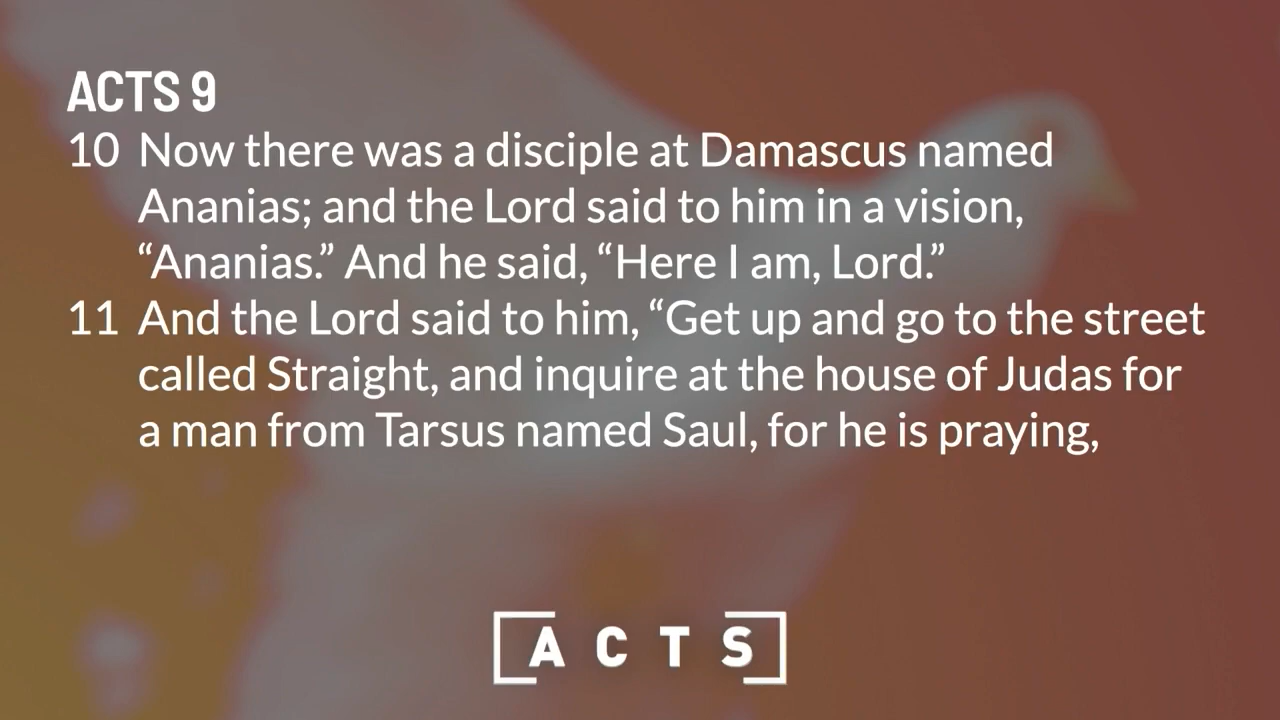 ACTS 9
10 Now there was a disciple at Damascus named
Ananias; and the Lord said to him in a vision,
“Ananias.” And he said, “Here I am, Lord.”
11 And the Lord said to him, “Get up and go to the street
called Straight, and inquire at the house of Judas for
a man from Tarsus named Saul, for he is praying,
[ACTS]